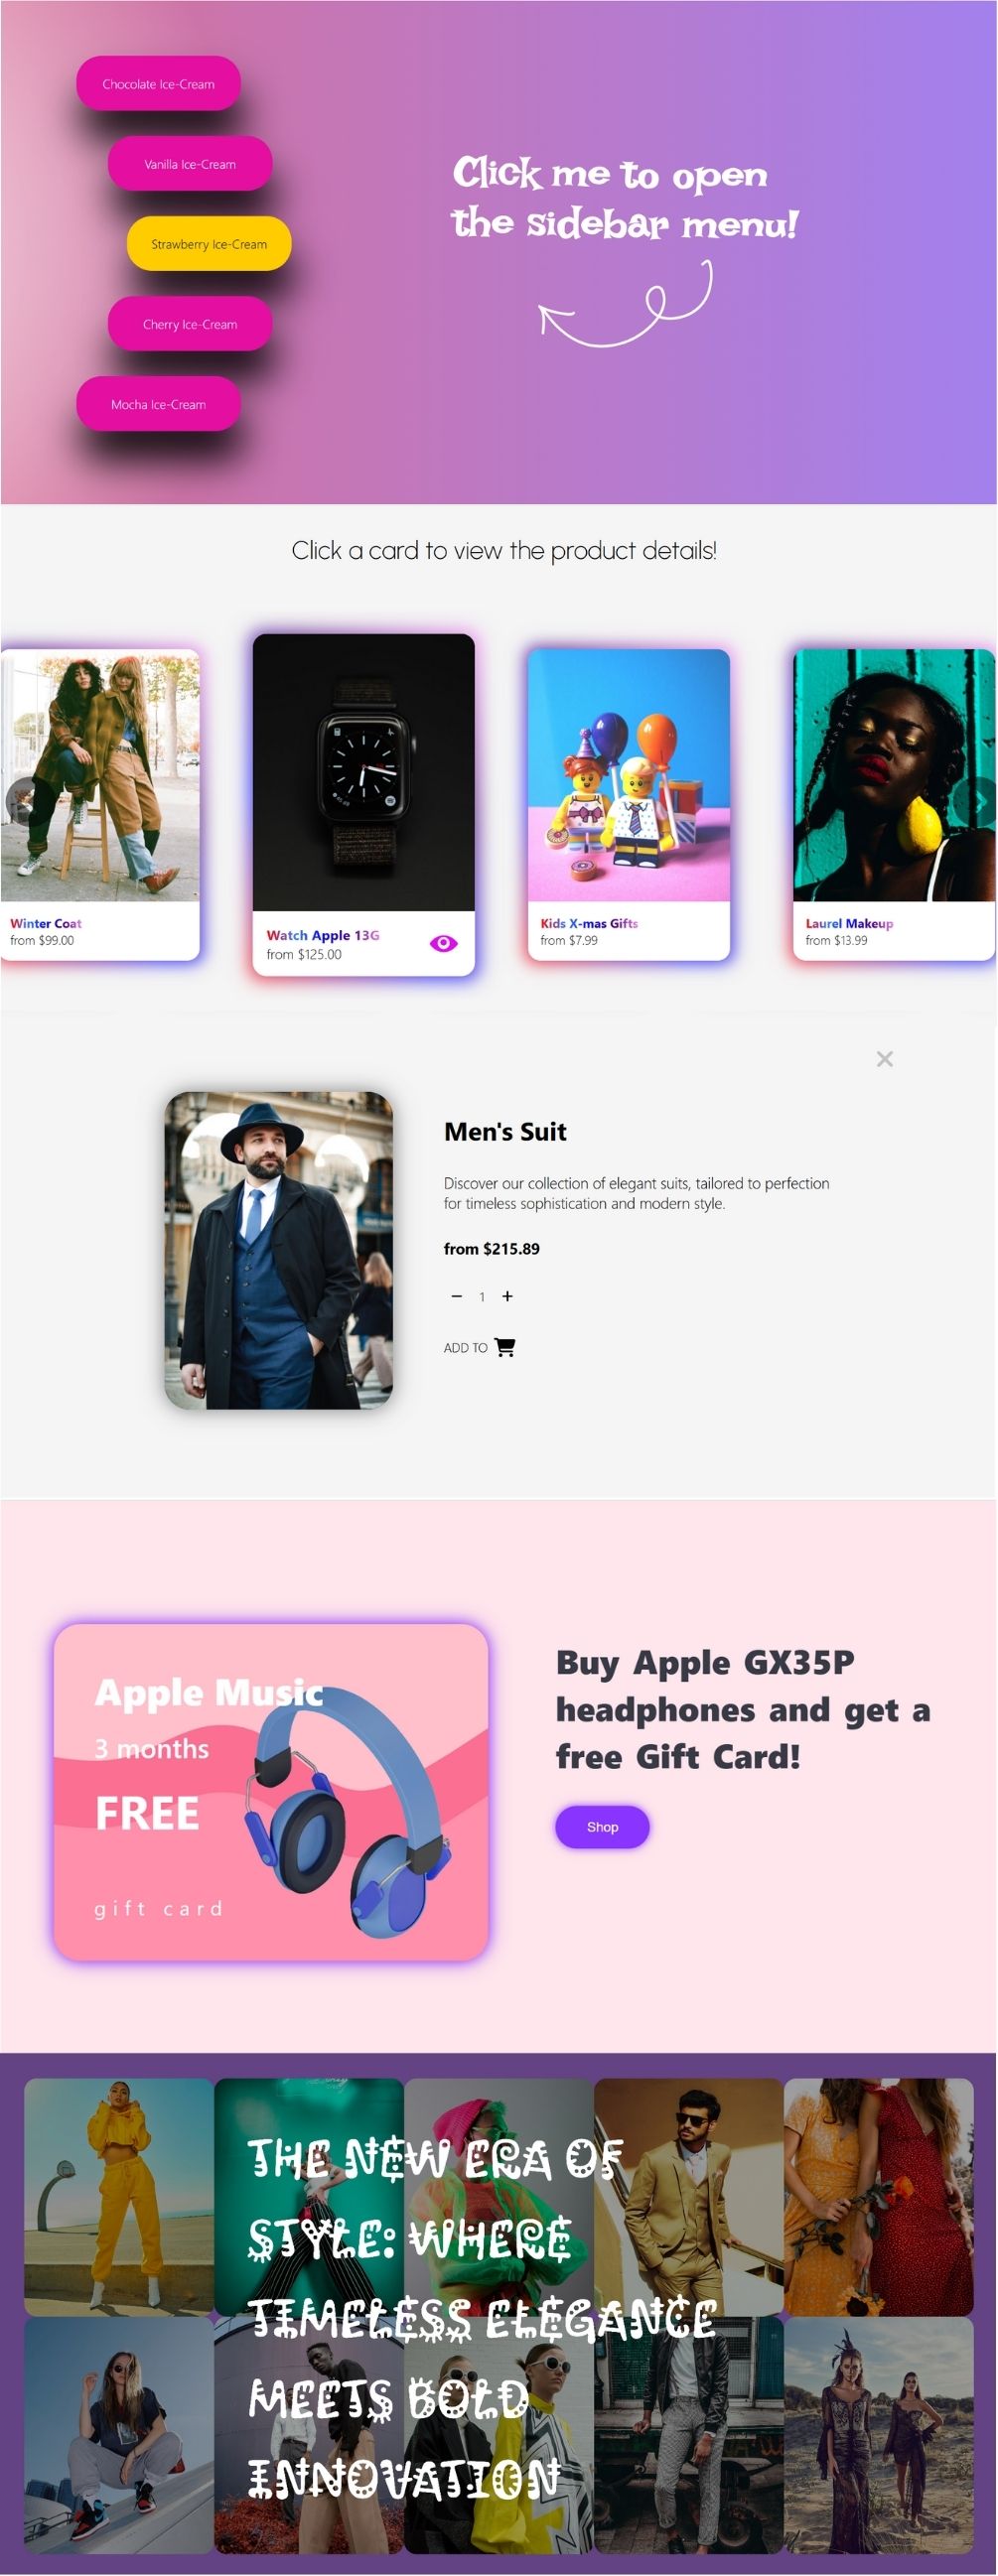 Chocolate Ice-Cream
Vanilla Ice-Cream
Strawberry Ice-Cream
Cherry Ice-Cream
Mocha Ice-Cream
Click me to open
the sidebar menu!
Click a card to view the product details!
Winter Coat
from $99.00
Watch Apple 13G
from $125.00
Kids X-mas Gifts
from $7.99
Laurel Makeup
from $13.99
Men's Suit
Discover our collection of elegant suits, tailored to perfection
for timeless sophistication and modern style.
from $215.89
− 1 +
ADD TO
Apple Music
3 months
FREE
gift card
Buy Apple GX35P
headphones and get a
free Gift Card!
Shop
THE NEW ERA OF
STYLE: WHERE
TIMELESS ELEGANCE
MEETS BOLD
INNOVATION